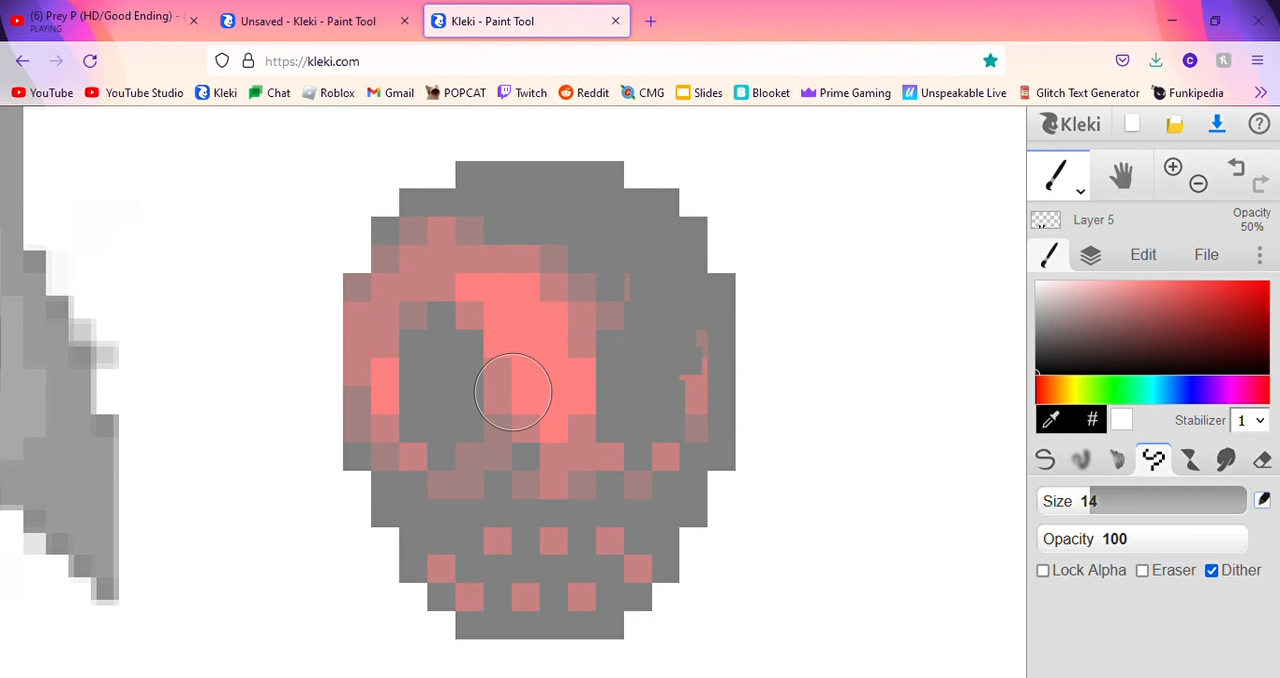 (6) Prey P (HD/Good Ending) - (
PLAYING
Unsaved - Kleki - Paint Tool
Kleki - Paint Tool
https://kleki.com
YouTube
YouTube Studio
Kleki
Chat
Roblox
Gmail
POPCAT
Twitch
Reddit
CMG
Slides
Blooket
Prime Gaming
Unspeakable Live
Glitch Text Generator
Funkipedia
Kleki
Layer 5
Opacity
50%
Edit
File
#
Stabilizer 1
Size 14
Opacity 100
Lock Alpha
Eraser
Dither